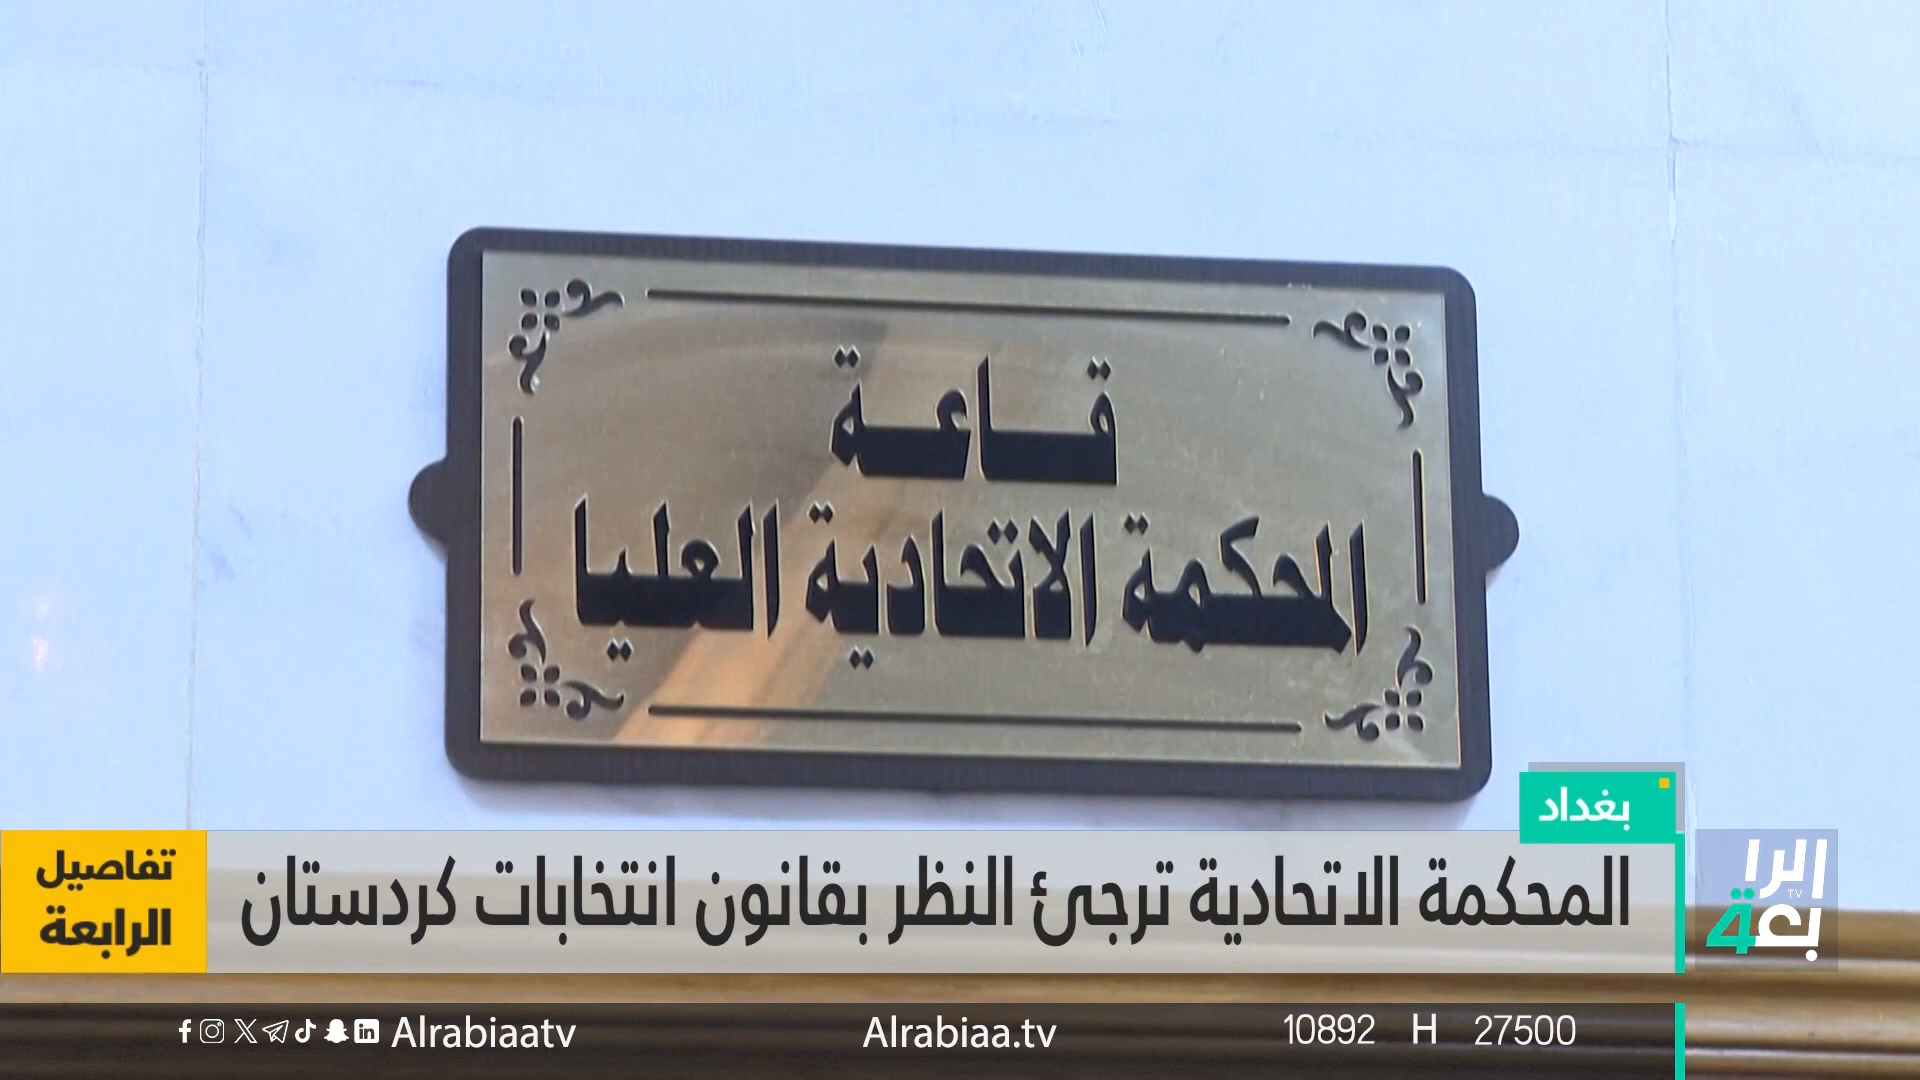 قاعة
المحكمة الاتحادية العليا
بغداد
المحكمة الاتحادية ترجئ النظر بقانون انتخابات كردستان
تفاصيل
الرابعة
الرا
TV
بعة4
Alrabiaatv
Alrabiaa.tv
10892 H 27500